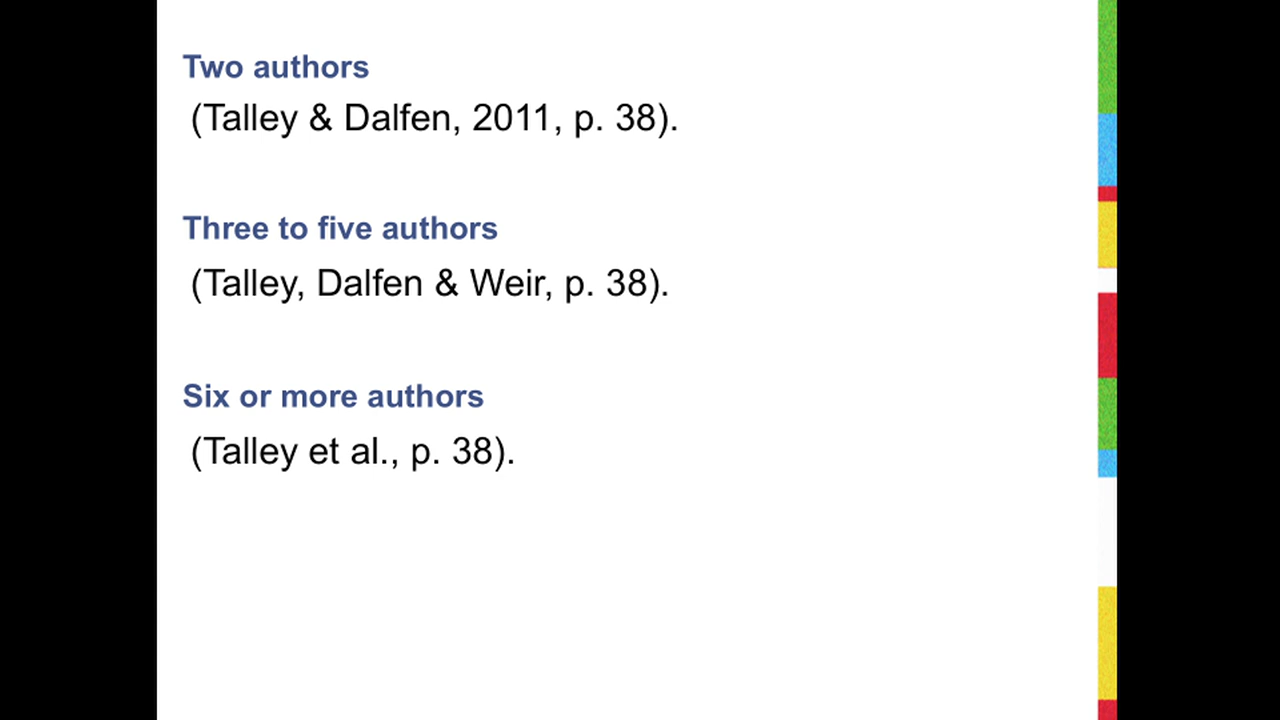 Two authors
(Talley & Dalfen, 2011, p. 38).
Three to five authors
(Talley, Dalfen & Weir, p. 38).
Six or more authors
(Talley et al., p. 38).